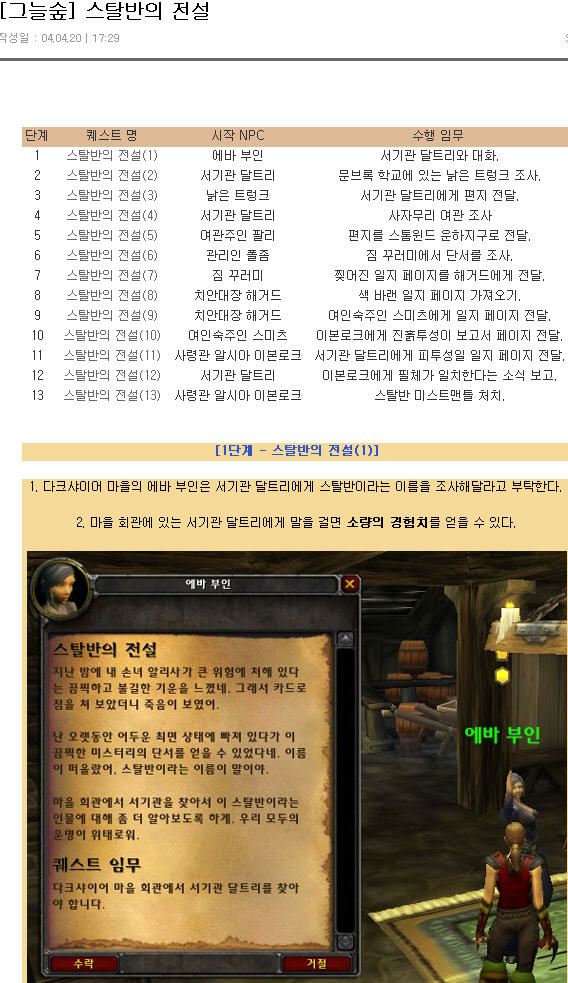 [그늘숲] 스탈반의 전설
작성일 : 04.04.20 | 17:29
단계 퀘스트 명 시작 NPC 수행 임무
1 스탈반의 전설(1) 에바 부인 서기관 달트리와 대화.
2 스탈반의 전설(2) 서기관 달트리 문브룩 학교에 있는 낡은 트렁크 조사.
3 스탈반의 전설(3) 낡은 트렁크 서기관 달트리에게 편지 전달.
4 스탈반의 전설(4) 서기관 달트리 사자무리 여관 조사
5 스탈반의 전설(5) 여관주인 팔리 편지를 스톰윈드 운하지구로 전달.
6 스탈반의 전설(6) 관리인 폴좀 짐 꾸러미에서 단서를 조사.
7 스탈반의 전설(7) 짐 꾸러미 찢어진 일지 페이지를 해거드에게 전달.
8 스탈반의 전설(8) 치안대장 해거드 색 바랜 일지 페이지 가져오기.
9 스탈반의 전설(9) 치안대장 해거드 여인숙주인 스미츠에게 일지 페이지 전달.
10 스탈반의 전설(10) 여인숙주인 스미츠 이본로크에게 진흙투성이 보고서 페이지 전달.
11 스탈반의 전설(11) 사령관 알시아 이본로크 서기관 달트리에게 피투성일 일지 페이지 전달.
12 스탈반의 전설(12) 서기관 달트리 이본로크에게 필체가 일치한다는 소식 보고.
13 스탈반의 전설(13) 사령관 알시아 이본로크 스탈반 미스트맨틀 처치.
[1단계 - 스탈반의 전설(1)]
1. 다크샤이어 마을의 에바 부인은 서기관 달트리에게 스탈반이라는 이름을 조사해달라고 부탁한다.
2. 마을 회관에 있는 서기관 달트리에게 말을 걸면 소량의 경험치를 얻을 수 있다.
에바 부인
스탈반의 전설
지난 밤에 내 손녀 알리사가 큰 위험에 처해 있다
는 끔찍하고 불길한 기운을 느꼈네. 그래서 카드로
점을 쳐 보았더니 죽음이 보였어.
난 오랫동안 어두운 최면 상태에 빠져 있다가 이
끔찍한 미스터리의 단서를 얻을 수 있었다네. 이름
이 떠올랐어, 스탈반이라는 이름이 말이야.
마을 회관에서 서기관을 찾아서 이 스탈반이라는
인물에 대해 좀 더 알아보도록 하게. 우리 모두의
운명이 위태로워.
퀘스트 임무
다크샤이어 마을 회관에서 서기관 달트리를 찾아
야 합니다.
수락 거절
에바 부인